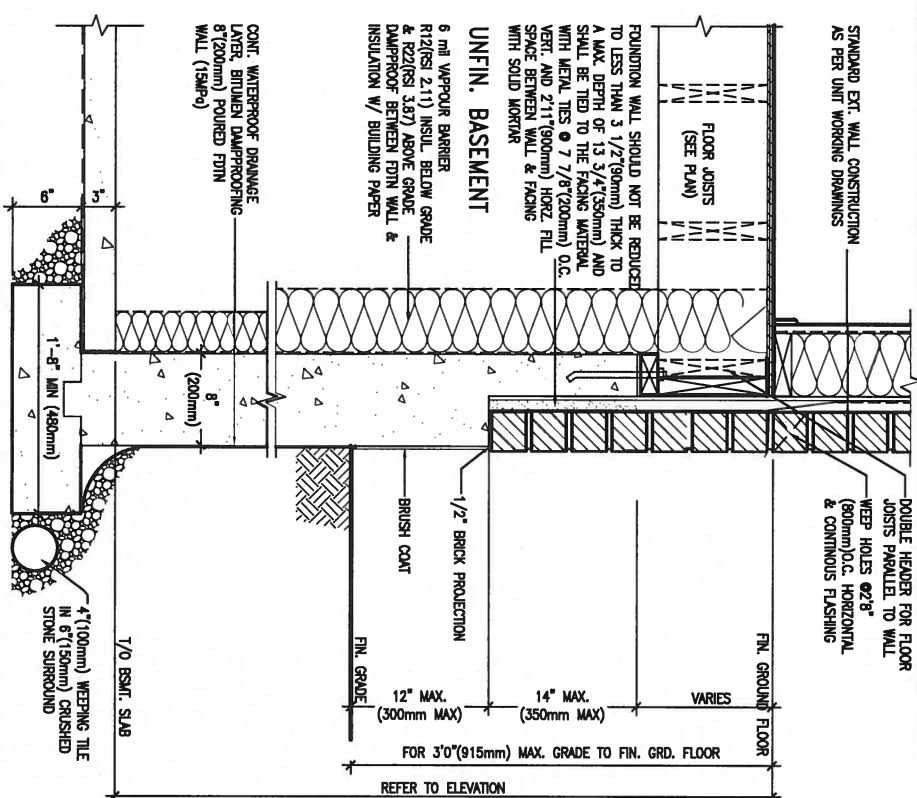 STANDARD EXT. WALL CONSTRUCTION
AS PER UNIT WORKING DRAWINGS
FLOOR JOISTS
(SEE PLAN)
FOUNDTION WALL SHOULD NOT BE REDUCED
TO LESS THAN 3 1/2"(90mm) THICK TO
A MAX. DEPTH OF 13 3/4"(350mm) AND
SHALL BE TIED TO THE FACING MATERIAL
WITH METAL TIES @ 7 7/8"(200mm) O.C.
VERT. AND 2'11"(900mm) HORZ. FILL
SPACE BETWEEN WALL & FACING
WITH SOLID MORTAR
UNFIN. BASEMENT
6 mil VAPPOUR BARRIER
R12(RSI 2.11) INSUL. BELOW GRADE
& R22(RSI 3.87) ABOVE GRADE
DAMPPROOF BETWEEN FDTN WALL &
INSULATION W/ BUILDING PAPER
CONT. WATERPROOF DRAINAGE
LAYER, BITUMEN DAMPPROOFING
8"(200mm) POURED FDTN
WALL (15MPa)
3"
6"
8"
(200mm)
1'-8" MIN (480mm)
DOUBLE HEADER FOR FLOOR
JOISTS PARALLEL TO WALL
WEEP HOLES @2'8"
(800mm)O.C. HORIZONTAL
& CONTINOUS FLASHING
1/2" BRICK PROJECTION
BRUSH COAT
4"(100mm) WEEPING TILE
IN 6"(150mm) CRUSHED
STONE SURROUND
FIN. GROUND FLOOR
VARIES
14" MAX.
(350mm MAX)
12" MAX.
(300mm MAX)
FIN. GRADE
FOR 3'0"(915mm) MAX. GRADE TO FIN. GRD. FLOOR
REFER TO ELEVATION
T/O BSMT. SLAB